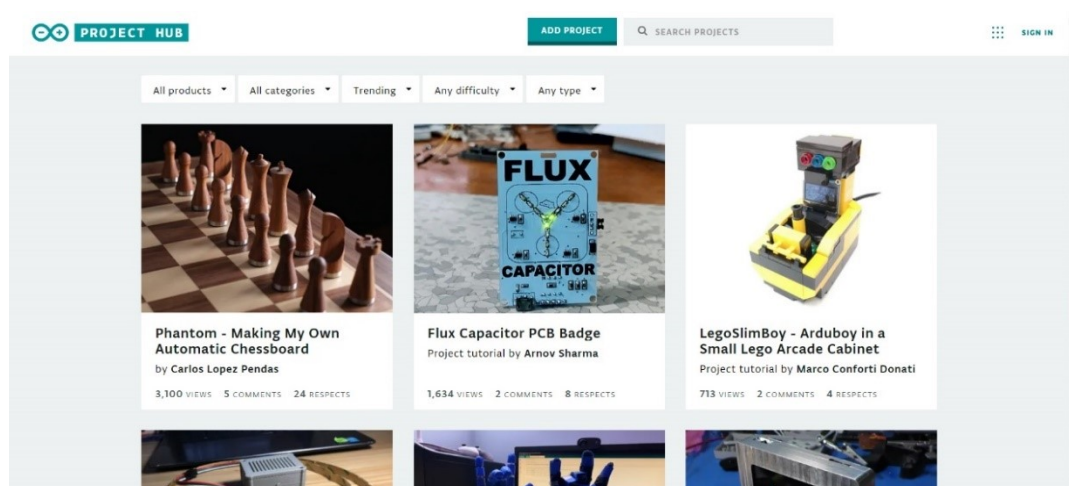 PROJECT HUB
ADD PROJECT
SEARCH PROJECTS
SIGN IN
All products
All categories
Trending
Any difficulty
Any type
FLUX
CAPACITOR
Phantom - Making My Own
Automatic Chessboard
by Carlos Lopez Pendas
3,100 VIEWS 5 COMMENTS 24 RESPECTS
Flux Capacitor PCB Badge
Project tutorial by Arnov Sharma
1,634 VIEWS 2 COMMENTS 8 RESPECTS
LegoSlimBoy - Arduboy in a
Small Lego Arcade Cabinet
Project tutorial by Marco Conforti Donati
713 VIEWS 2 COMMENTS 4 RESPECTS